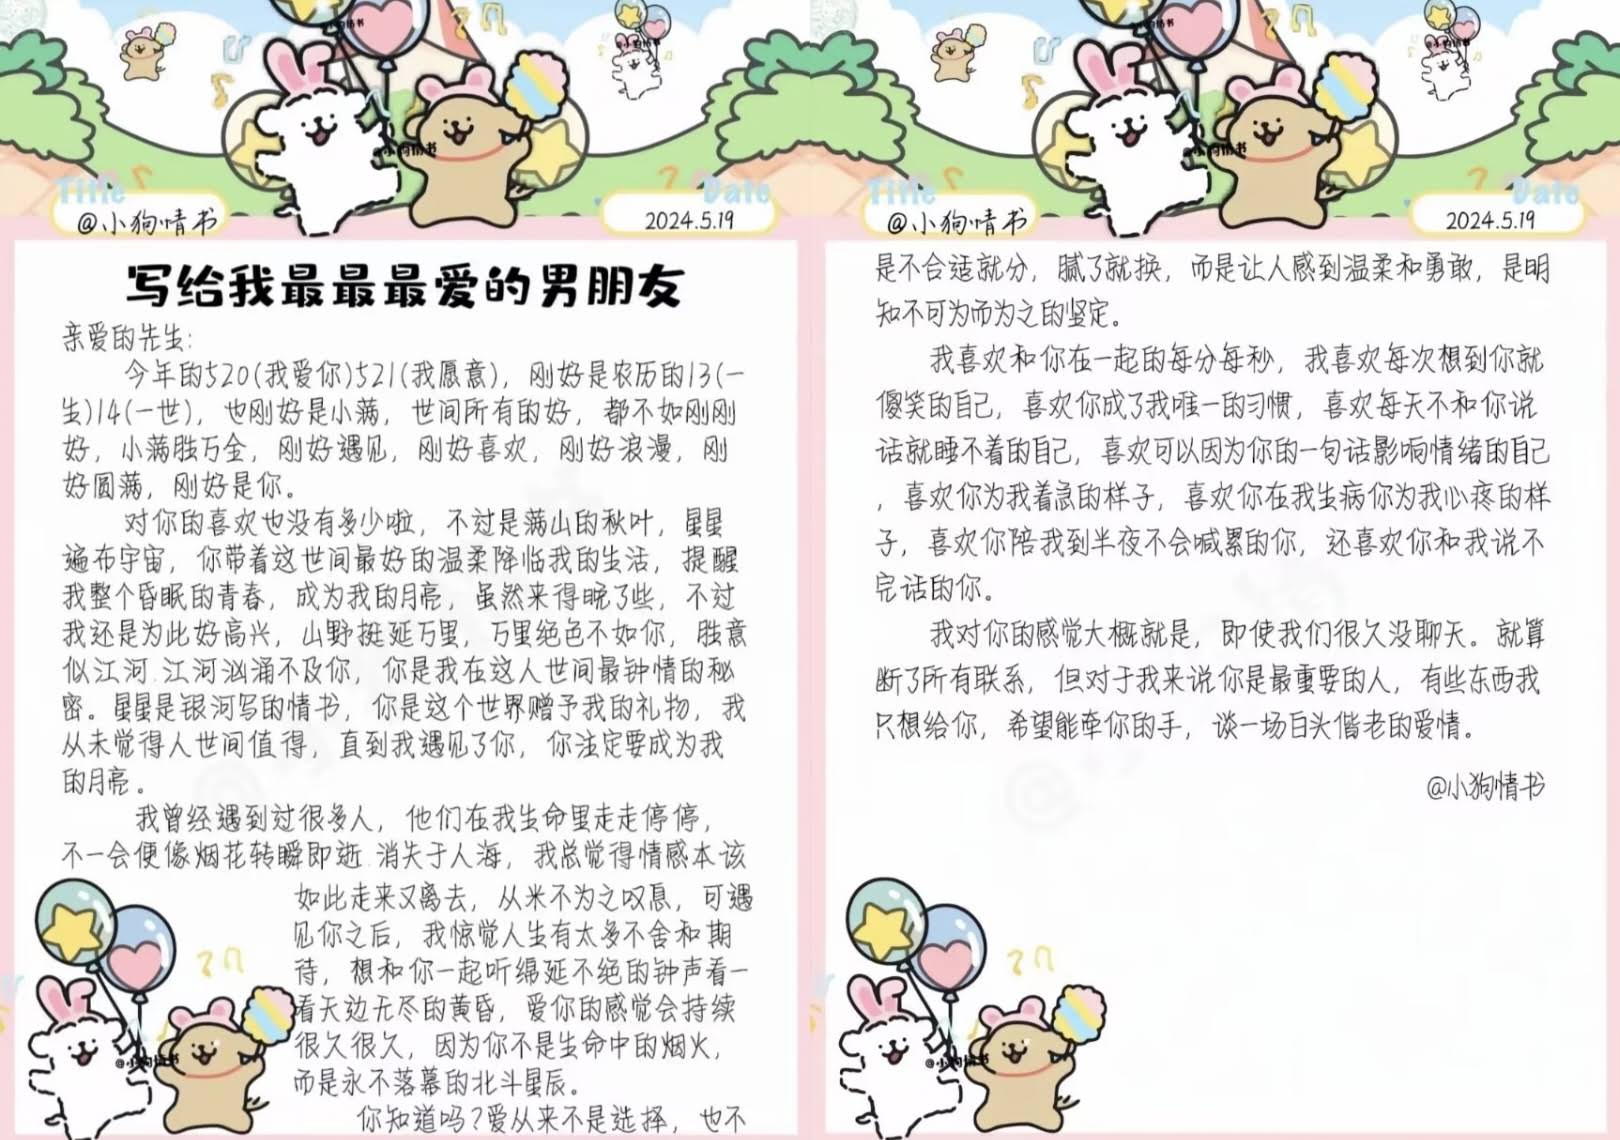 Title
@小狗情书
Date
2024.5.19
写给我最最最爱的男朋友
亲爱的先生:
今年的520(我爱你)521(我愿意)，刚好是农历的13(一
生)14(一世)，也刚好是小满，世间所有的好，都不如刚刚
好，小满胜万全，刚好遇见，刚好喜欢，刚好浪漫，刚
好圆满，刚好是你。
对你的喜欢也没有多少啦，不过是满山的秋叶，星星
遍布宇宙，你带着这世间最好的温柔降临我的生活，提醒
我整个昏眠的青春，成为我的月亮，虽然来得晚了些，不过
我还是为此好高兴，山野挺延万里，万里绝色不如你，胜意
似江河.江河汹涌不及你，你是我在这人世间最钟情的秘
密。星星是银河写的情书，你是这个世界赠予我的礼物，我
从未觉得人世间值得，直到我遇见了你，你注定要成为我
的月亮。
我曾经遇到过很多人，他们在我生命里走走停停，
不一会便像烟花转瞬即逝.消失于人海，我总觉得情感本该
如此走来又离去，从米不为之叹息，可遇
见你之后，我惊觉人生有太多不舍和期
待，想和你一起听绵延不绝的钟声看一
看天边无尽的黄昏，爱你的感觉会持续
很久很久，因为你不是生命中的烟火，
而是永不落幕的北斗星辰。
你知道吗?爱从来不是选择，也不
@小狗情书
Title
@小狗情书
Date
2024.5.19
是不合适就分，腻了就换，而是让人感到温柔和勇敢，是明
知不可为而为之的坚定。
我喜欢和你在一起的每分每秒，我喜欢每次想到你就
傻笑的自己，喜欢你成了我唯一的习惯，喜欢每天不和你说
话就睡不着的自己，喜欢可以因为你的一句话影响情绪的自己
，喜欢你为我着急的样子，喜欢你在我生病你为我心疼的样
子，喜欢你陪我到半夜不会喊累的你，还喜欢你和我说不
完话的你。
我对你的感觉大概就是，即使我们很久没聊天。就算
断了所有联系，但对于我来说你是最重要的人，有些东西我
只想给你，希望能牵你的手，谈一场白头偕老的爱情。
@小狗情书
@小狗情书